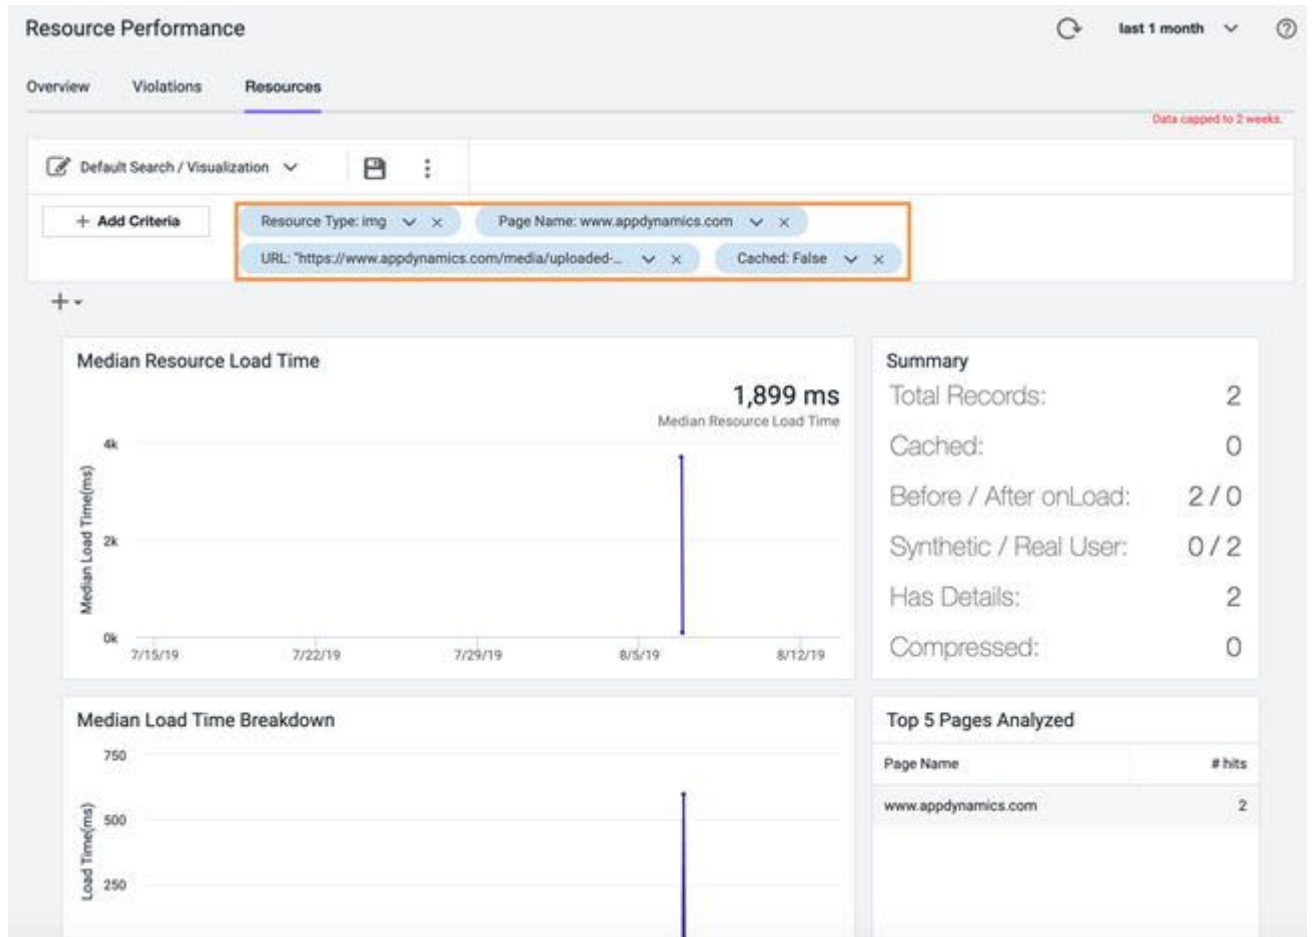 Resource Performance
last 1 month
Overview Violations Resources
Data capped to 2 weeks.
Default Search / Visualization
+ Add Criteria
Resource Type: img
Page Name: www.appdynamics.com
URL: "https://www.appdynamics.com/media/uploaded-...
Cached: False
Median Resource Load Time
1,899 ms
Median Resource Load Time
Median Load Time(ms)
4k
2k
0k
7/15/19 7/22/19 7/29/19 8/5/19 8/12/19
Summary
Total Records: 2
Cached: 0
Before / After onLoad: 2 / 0
Synthetic / Real User: 0 / 2
Has Details: 2
Compressed: 0
Median Load Time Breakdown
Load Time(ms)
750
500
250
Top 5 Pages Analyzed
Page Name # hits
www.appdynamics.com 2